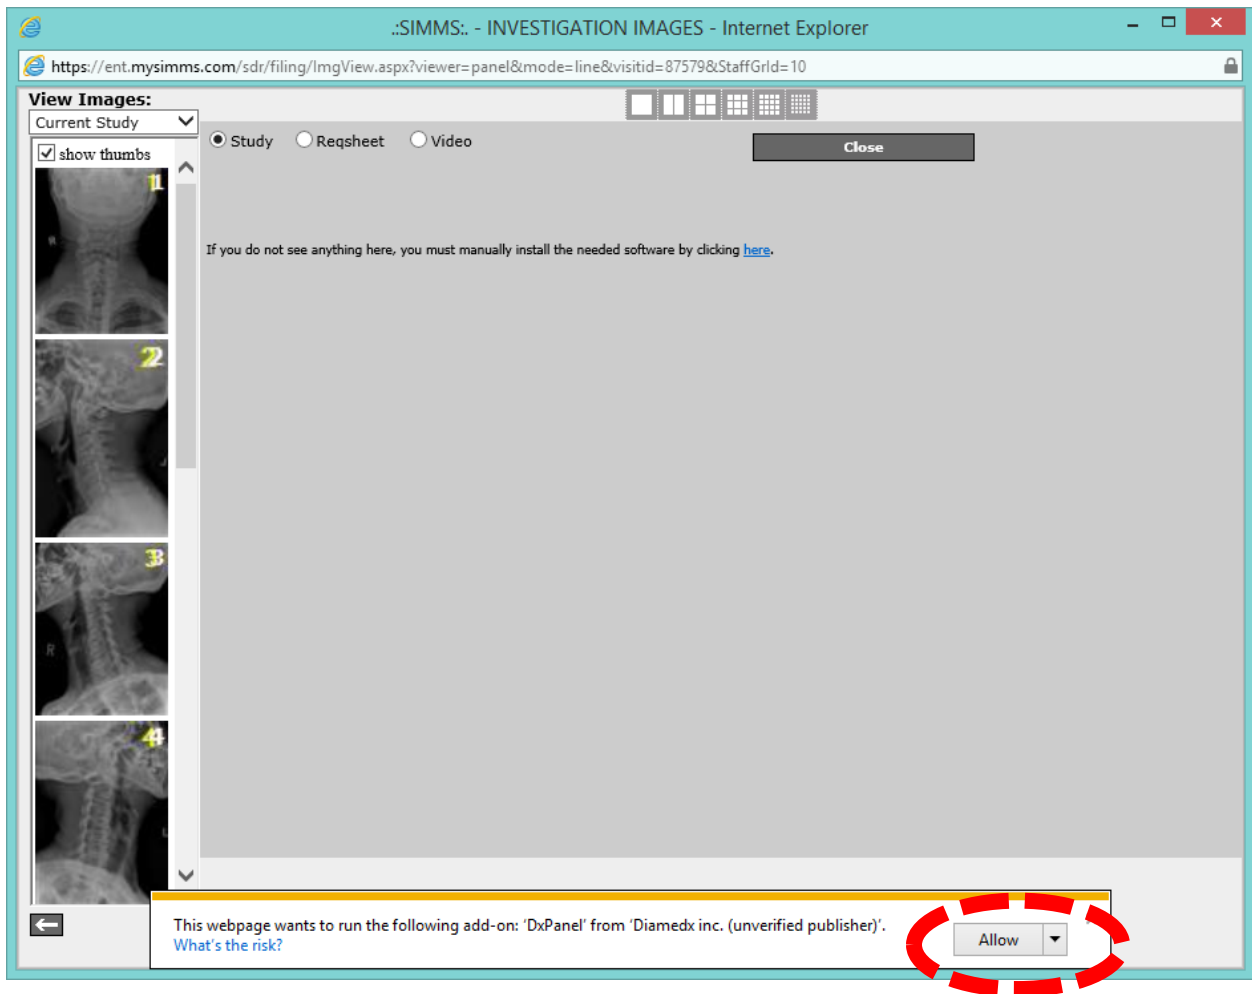 .:SIMMS:. - INVESTIGATION IMAGES - Internet Explorer
https://ent.mysimms.com/sdr/filing/ImgView.aspx?viewer=panel&mode=line&visitid=87579&StaffGrId=10
View Images:
Current Study
show thumbs
Study Reqsheet Video
Close
1
R
If you do not see anything here, you must manually install the needed software by clicking here.
2
3
R
4
This webpage wants to run the following add-on: ‘DxPanel’ from ‘Diamedx inc. (unverified publisher)’.
What's the risk?
Allow